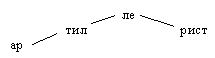 ар тил ле рист